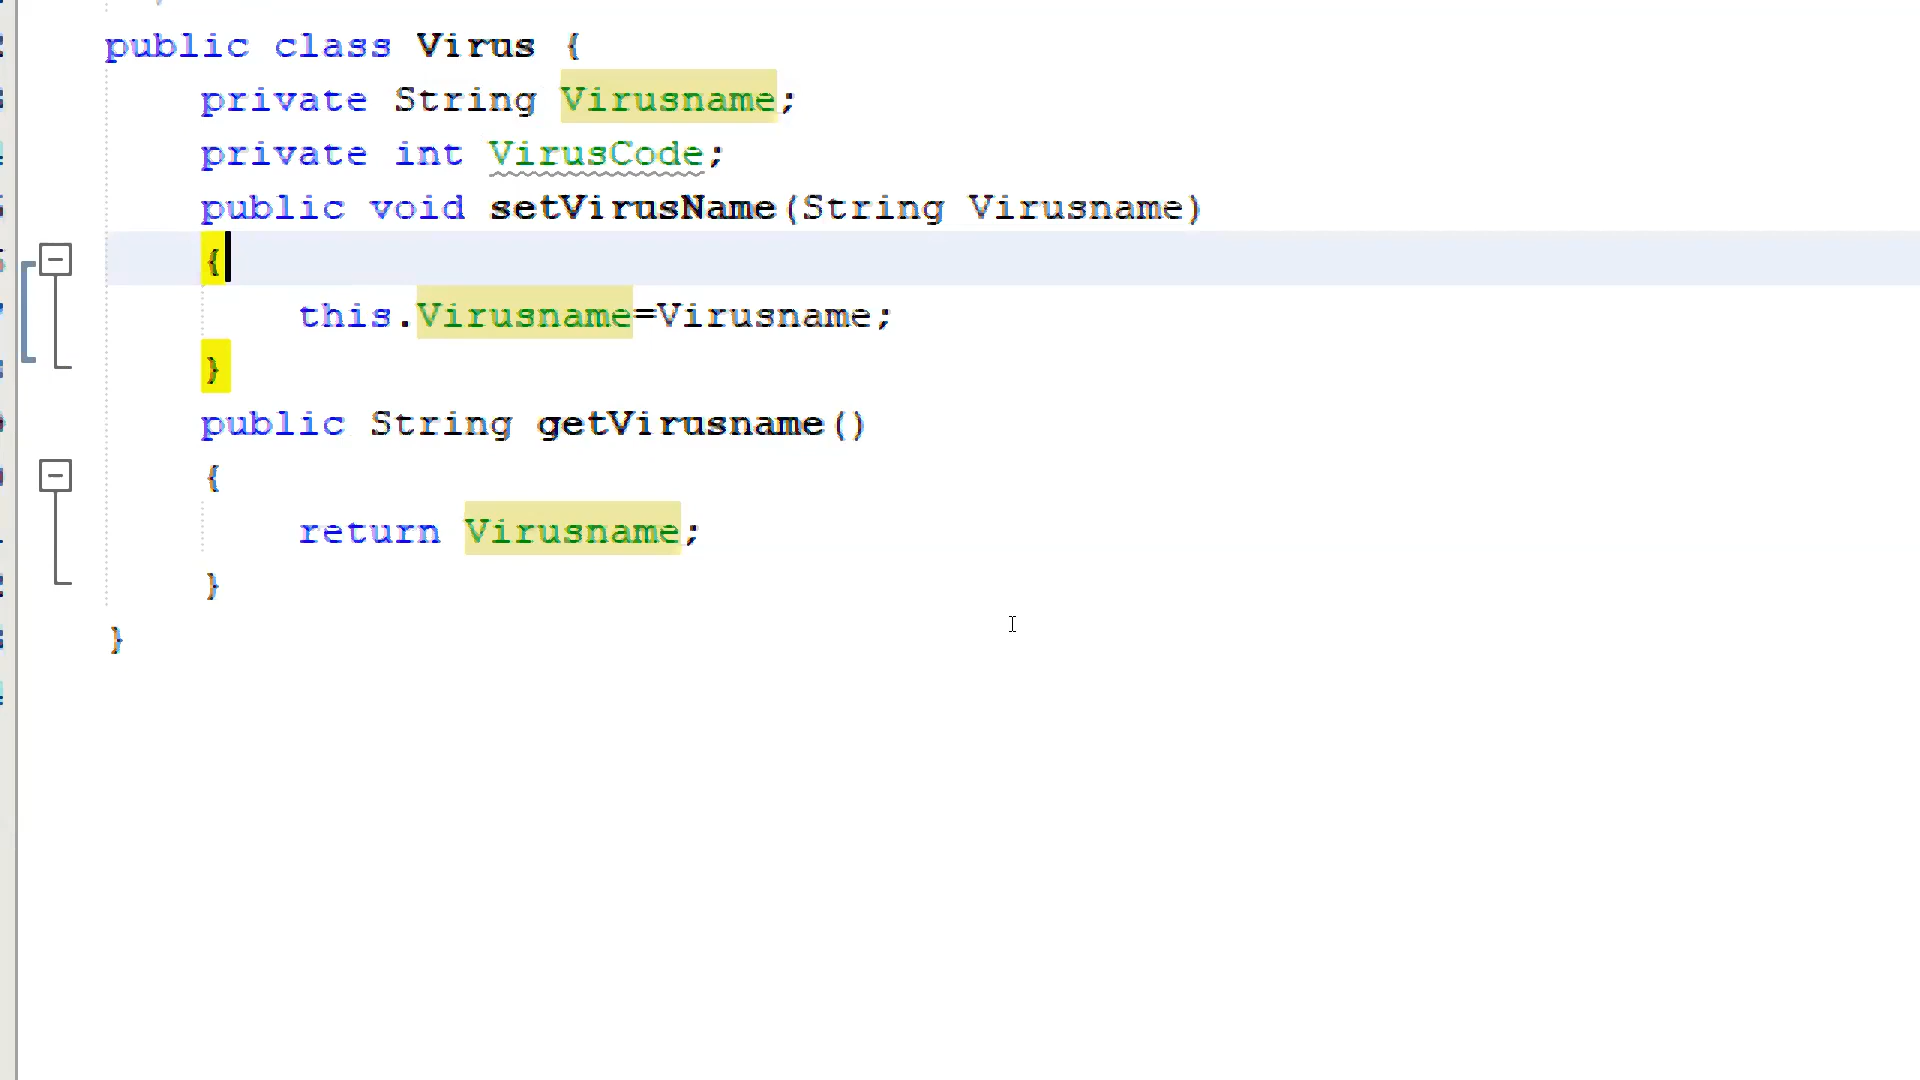 public class Virus {
private String Virusname;
private int VirusCode;
public void setVirusName(String Virusname)
{
this.Virusname=Virusname;
}
public String getVirusname()
{
return Virusname;
}
}